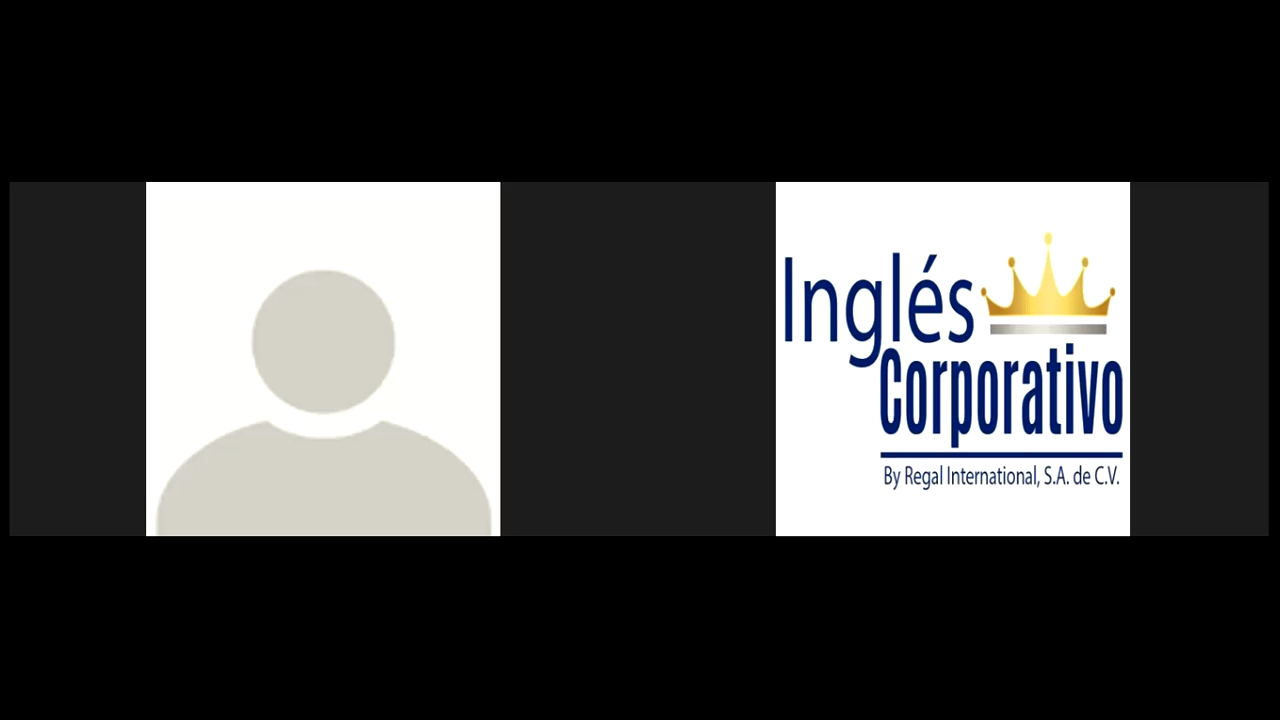 Inglés
Corporativo
By Regal International, S.A. de C.V.